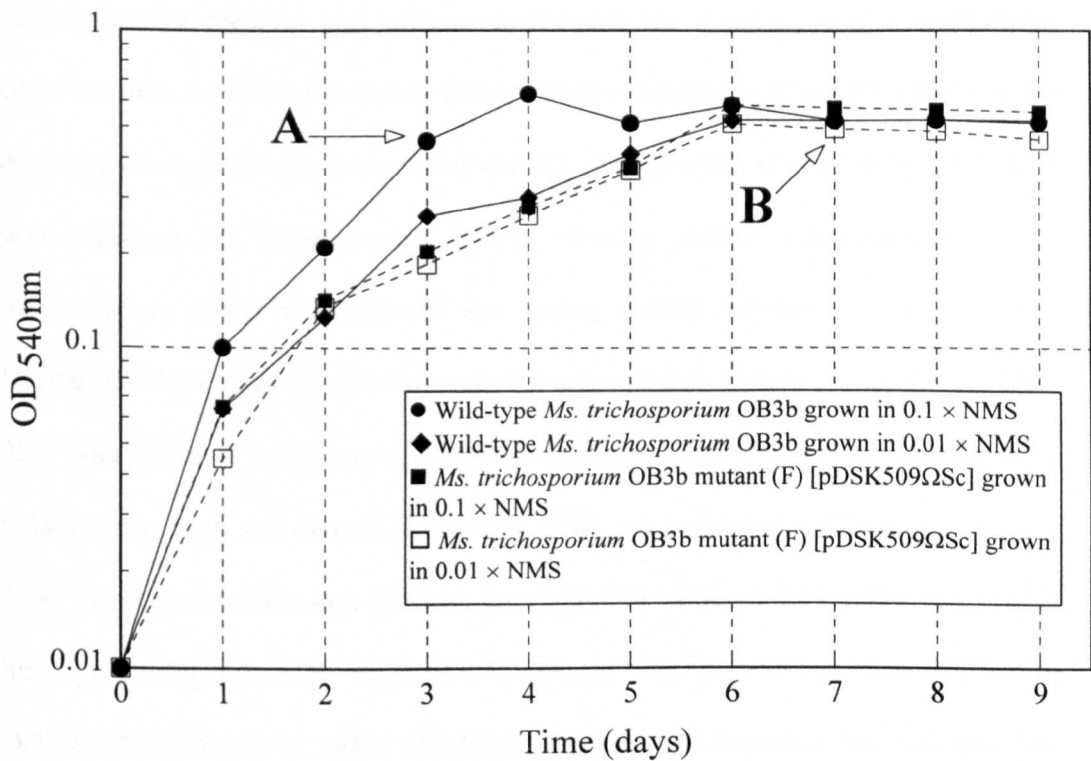 1
A
B
0.1
0.01
OD 540nm
● Wild-type Ms. trichosporium OB3b grown in 0.1 × NMS
◆ Wild-type Ms. trichosporium OB3b grown in 0.01 × NMS
■ Ms. trichosporium OB3b mutant (F) [pDSK509ΩSc] grown
in 0.1 × NMS
□ Ms. trichosporium OB3b mutant (F) [pDSK509ΩSc] grown
in 0.01 × NMS
0 1 2 3 4 5 6 7 8 9
Time (days)